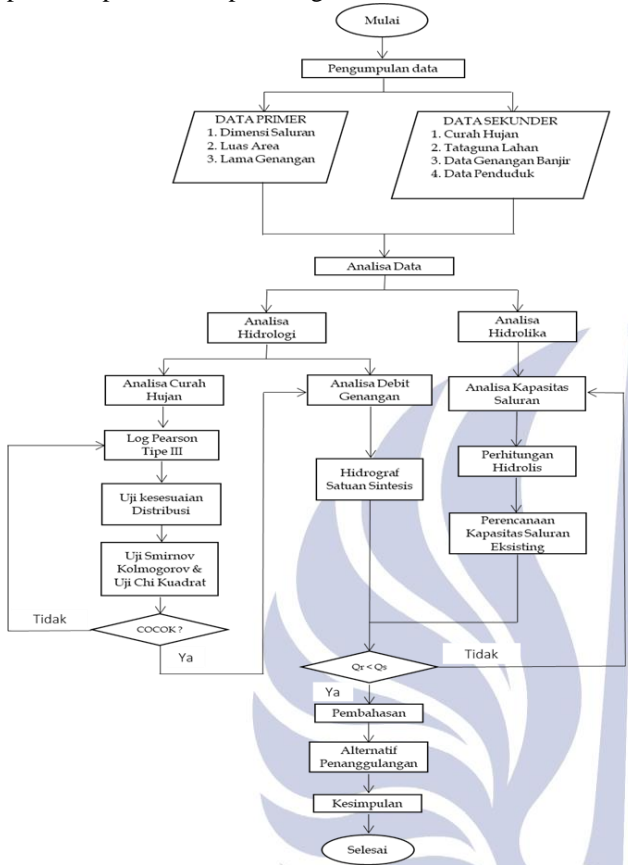 Mulai
Pengumpulan data
DATA PRIMER
1. Dimensi Saluran
2. Luas Area
3. Lama Genangan
DATA SEKUNDER
1. Curah Hujan
2. Tataguna Lahan
3. Data Genangan Banjir
4. Data Penduduk
Analisa Data
Analisa
Hidrologi
Analisa
Hidrolika
Analisa Curah
Hujan
Analisa Debit
Genangan
Analisa Kapasitas
Saluran
Log Pearson
Tipe III
Hidrograf
Satuan Sintesis
Perhitungan
Hidrolis
Uji kesesuaian
Distribusi
Perencanaan
Kapasitas Saluran
Eksisting
Uji Smirnov
Kolmogorov &
Uji Chi Kuadrat
Tidak
COCOK ?
Ya
Qr < Qs
Tidak
Ya
Pembahasan
Alternatif
Penanggulangan
Kesimpulan
Selesai